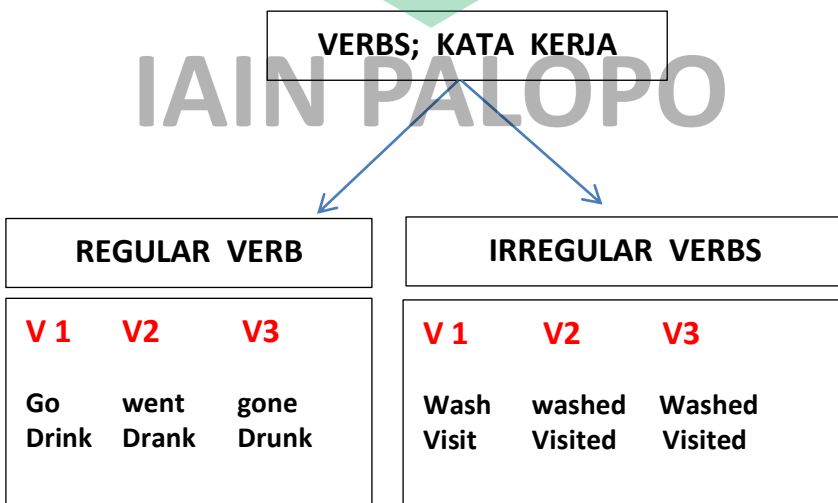 VERBS; KATA KERJA
IAIN PALOPO
REGULAR VERB
V 1 V2 V3
Go went gone
Drink Drank Drunk
IRREGULAR VERBS
V 1 V2 V3
Wash washed Washed
Visit Visited Visited